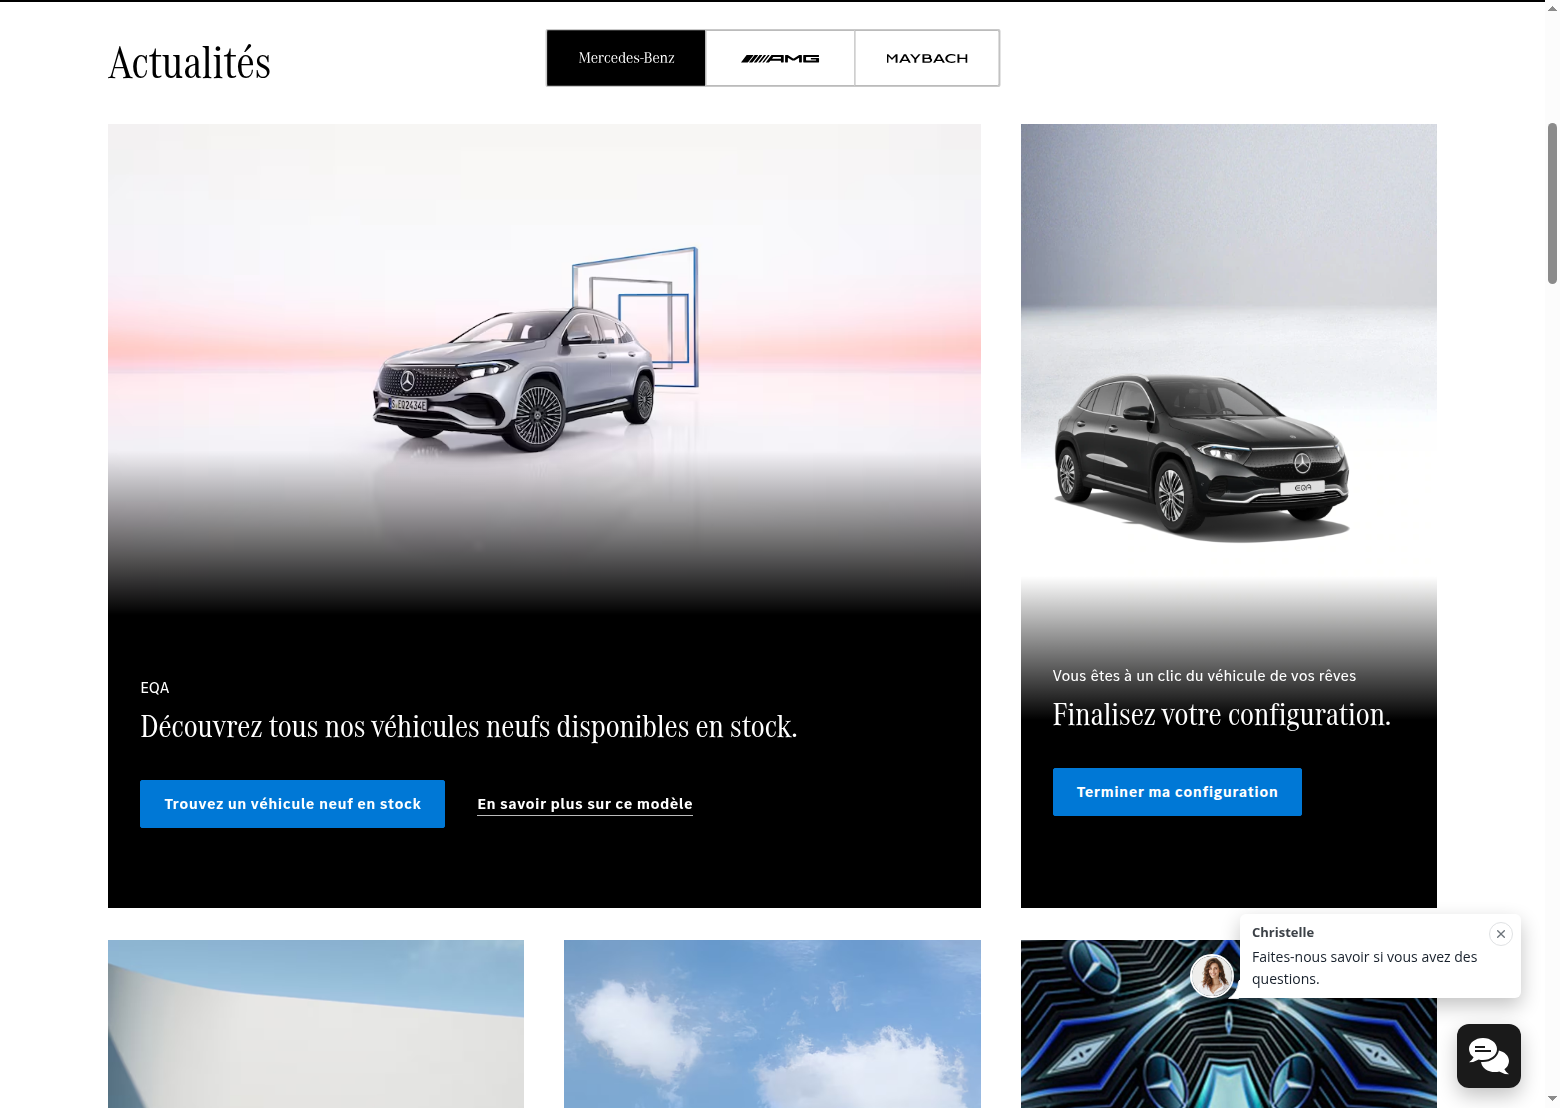 Actualités
Mercedes-Benz
AMG
MAYBACH
S·EQ2434E
EQA
EQA
Découvrez tous nos véhicules neufs disponibles en stock.
Trouvez un véhicule neuf en stock
En savoir plus sur ce modèle
Vous êtes à un clic du véhicule de vos rêves
Finalisez votre configuration.
Terminer ma configuration
Christelle
Faites-nous savoir si vous avez des
questions.